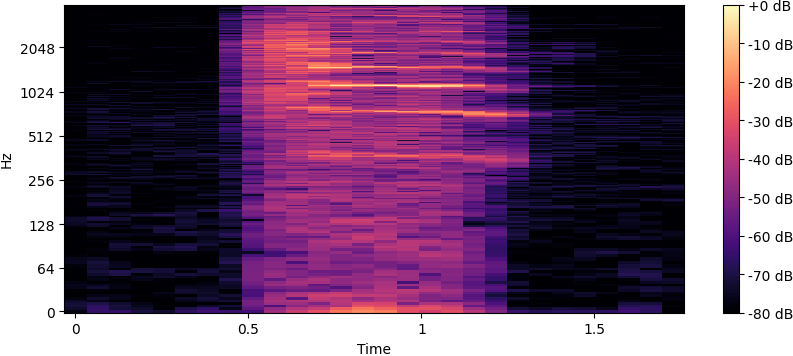 +0 dB
2048
-10 dB
1024
-20 dB
-30 dB
512
Hz
-40 dB
256
-50 dB
128
-60 dB
64
-70 dB
0
-80 dB
0 0.5 1 1.5
Time